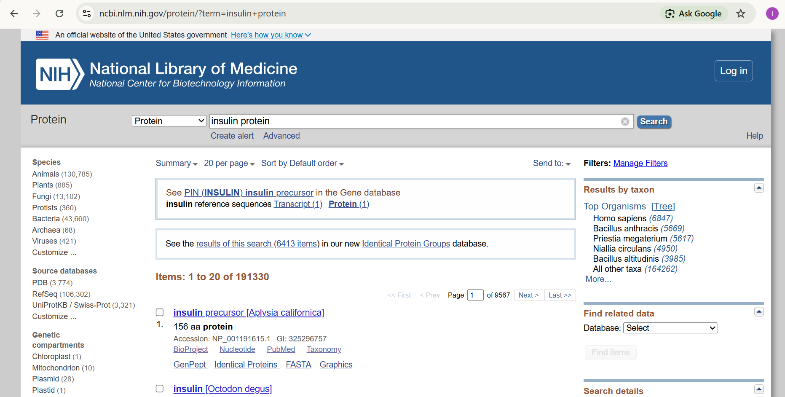 ncbi.nlm.nih.gov/protein/?term=insulin+protein
Ask Google
I
An official website of the United States government Here's how you know
NIH
National Library of Medicine
National Center for Biotechnology Information
Log in
Protein
Protein
insulin protein
Search
Create alert Advanced
Help
Species
Animals (130,785)
Plants (885)
Fungi (13,102)
Protists (360)
Bacteria (43,660)
Archaea (68)
Viruses (421)
Customize ...
Source databases
PDB (3,774)
RefSeq (106,302)
UniProtKB / Swiss-Prot (3,321)
Customize ...
Genetic
compartments
Chloroplast (1)
Mitochondrion (10)
Plasmid (28)
Plastid (1)
Summary 20 per page Sort by Default order
Send to:
See PIN (INSULIN) insulin precursor in the Gene database
insulin reference sequences Transcript (1) Protein (1)
See the results of this search (6413 items) in our new Identical Protein Groups database.
Items: 1 to 20 of 191330
<< First < Prev Page 1 of 9567 Next > Last >>
insulin precursor [Aplysia californica]
1. 156 aa protein
Accession: NP_001191615.1 GI: 325296757
BioProject Nucleotide PubMed Taxonomy
GenPept Identical Proteins FASTA Graphics
insulin [Octodon degus]
Filters: Manage Filters
Results by taxon
Top Organisms [Tree]
Homo sapiens (6847)
Bacillus anthracis (5669)
Priestia megaterium (5617)
Niallia circulans (4950)
Bacillus altitudinis (3985)
All other taxa (164262)
More...
Find related data
Database: Select
Find items
Search details